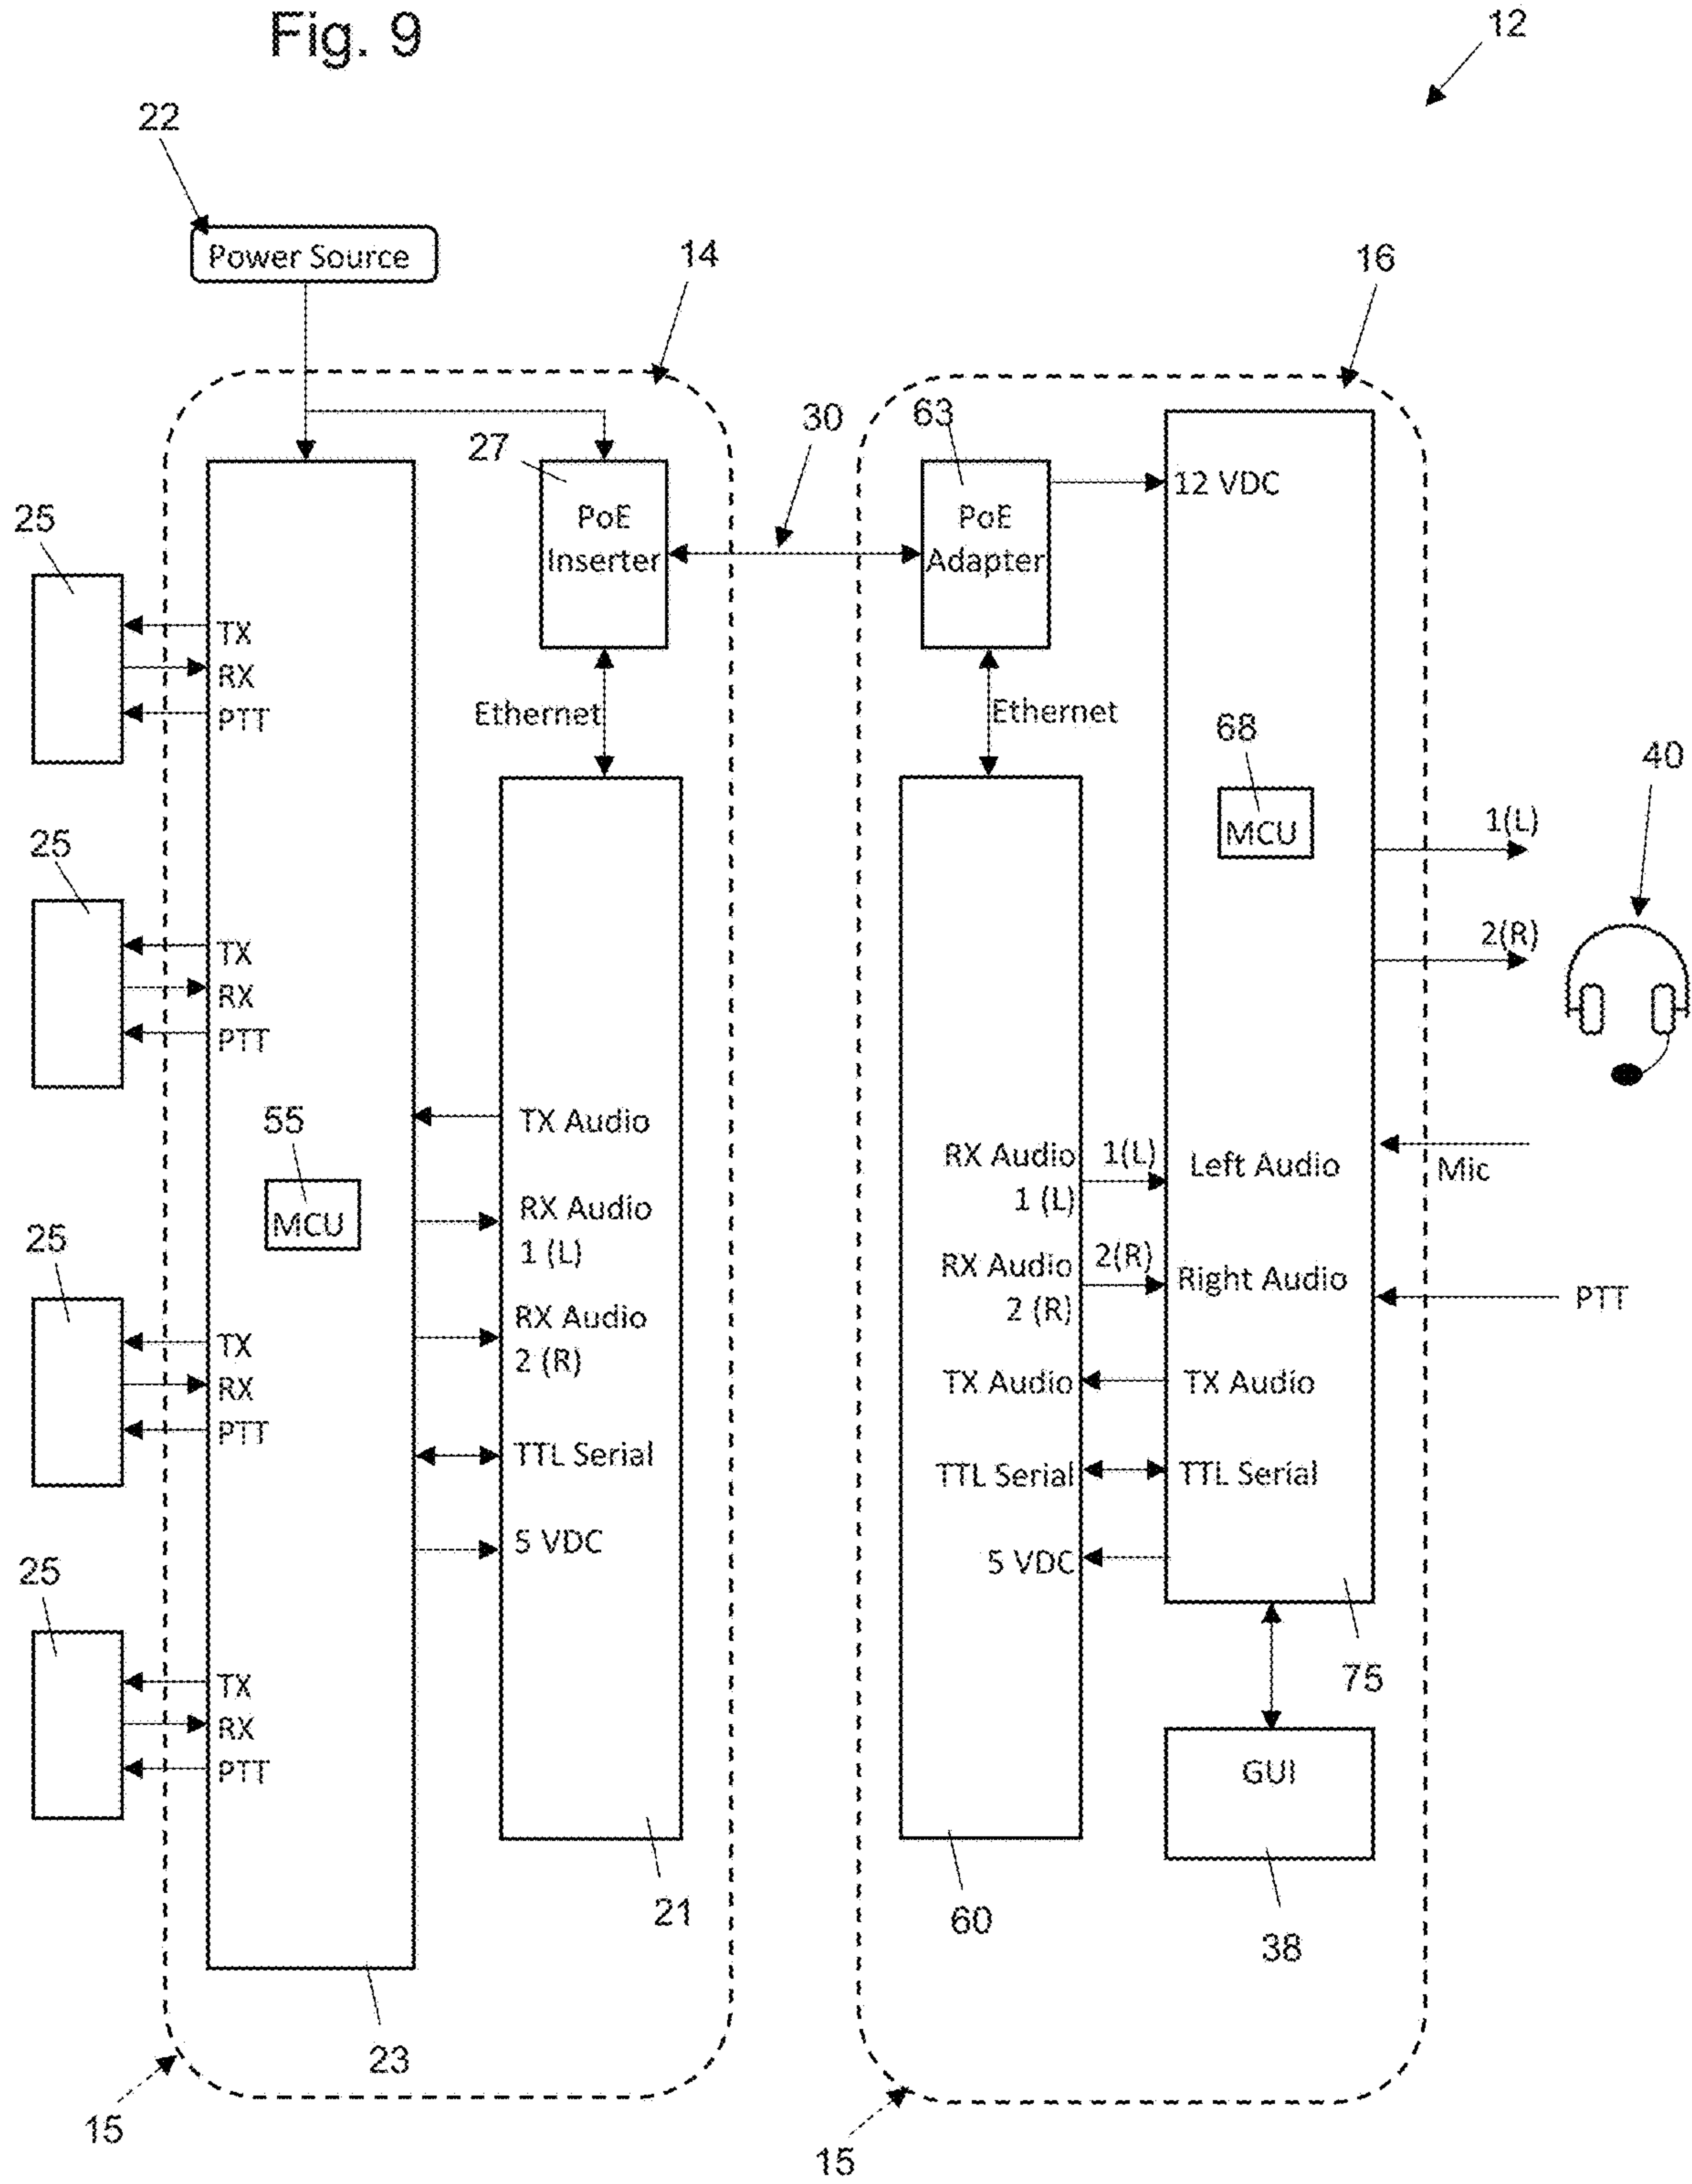 Fig. 9
12
22
Power Source
14
16
30
63
27
12 VDC
PoE
Inserter
PoE
Adapter
25
TX
RX
PTT
Ethernet
Ethernet
68
MCU
40
1(L)
25
2(R)
TX
RX
PTT
55
MCU
TX Audio
RX Audio
1 (L)
RX Audio
2 (R)
TTL Serial
5 VDC
RX Audio
1 (L)
1(L)
Left Audio
Mic
RX Audio
2 (R)
2(R)
Right Audio
PTT
TX Audio
TX Audio
TTL Serial
TTL Serial
5 VDC
25
TX
RX
PTT
25
TX
RX
PTT
75
GUI
21
60
38
23
15
15